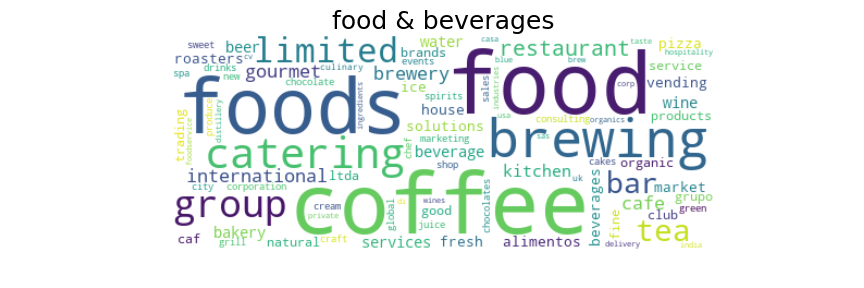 food & beverages
sweet
beer
limited
water
brands
events
casa
blue
restaurant
taste
pizza
hospitality
roasters
cv
drinks
spa
new
gourmet
culinary
chocolate
brewery
ice
spirits
food
sales
industries
brew
corp
service
vending
foods
produce
distillery
ingredients
house
solutions
marketing
usa
consulting
organics
wine
products
trading
foodservice
catering
chef
beverage
shop
brewing
sas
cakes
organic
international
ltda
city
corporation
kitchen
uk
bar
market
group
cream
private
coffee
global
di
wines
good
juice
chocolates
beverages
fine
cafe
club
grupo
green
caf
bakery
grill
natural
craft
services
fresh
alimentos
delivery
tea
india